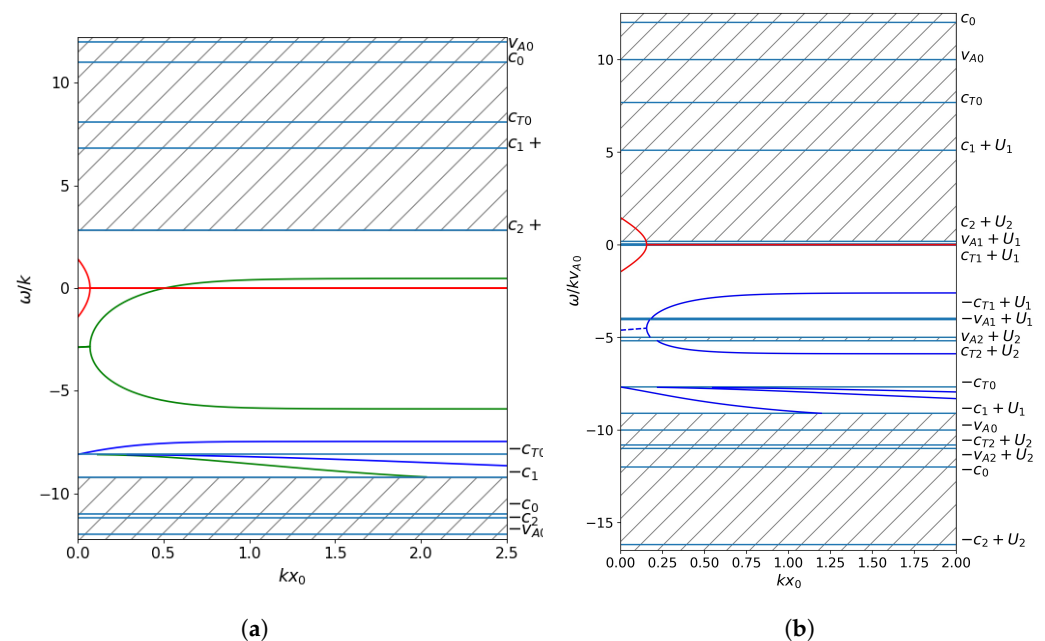 v_{A0}
c_0
10
c_{T0}
c_1 +
5
c_2 +
ω/k
0
−5
−c_{T0}
−c_1
−10
−c_0
−c_2
−v_{A0}
0.0 0.5 1.0 1.5 2.0 2.5
kx_0
(a)
c_0
10
v_{A0}
c_{T0}
5
c_1 + U_1
c_2 + U_2
0
v_{A1} + U_1
c_{T1} + U_1
ω/kv_{A0}
−c_{T1} + U_1
−v_{A1} + U_1
−5
v_{A2} + U_2
c_{T2} + U_2
−c_{T0}
−c_1 + U_1
−10
−v_{A0}
−c_{T2} + U_2
−v_{A2} + U_2
−c_0
−15
−c_2 + U_2
0.00 0.25 0.50 0.75 1.00 1.25 1.50 1.75 2.00
kx_0
(b)